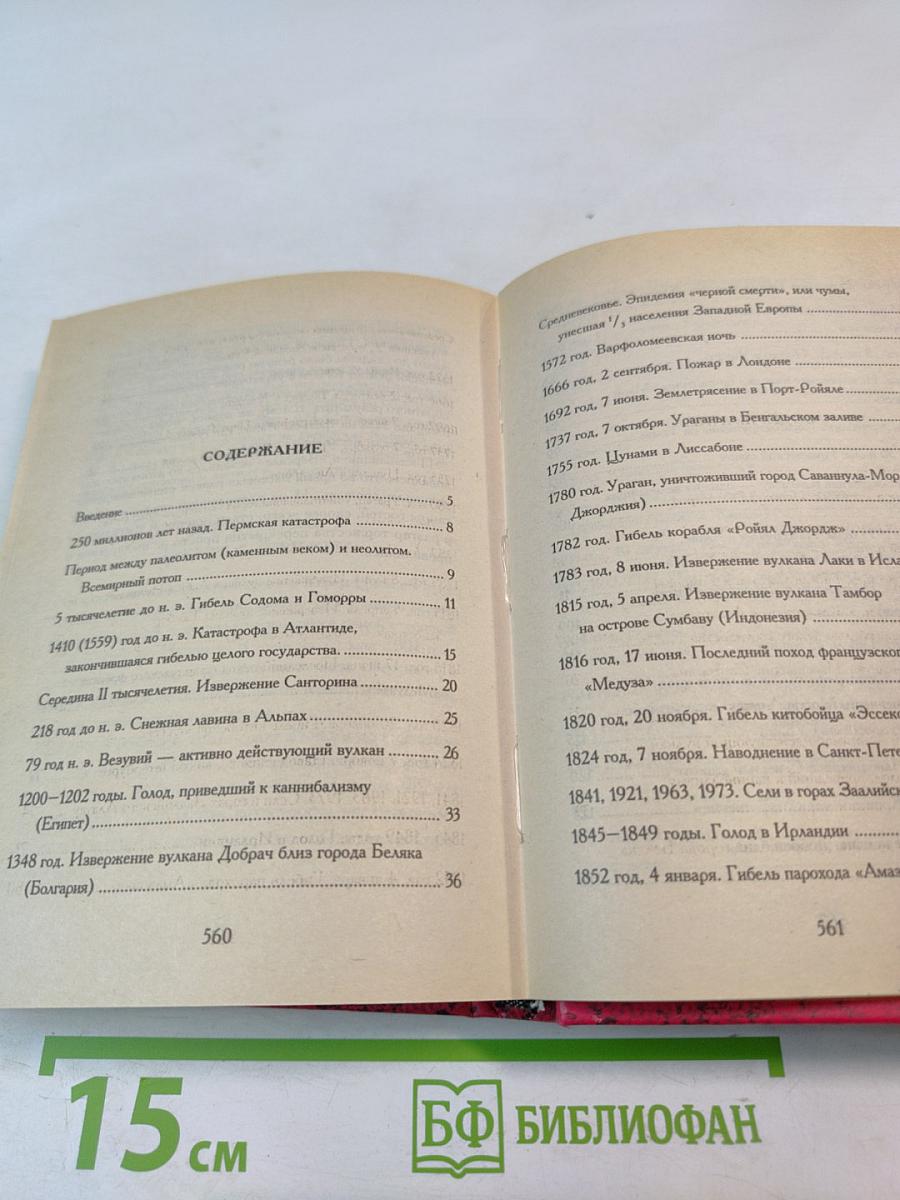 СОДЕРЖАНИЕ
Введение ..... 5
250 миллионов лет назад. Пермская катастрофа ..... 8
Период между палеолитом (каменным веком) и неолитом.
Всемирный потоп ..... 9
5 тысячелетие до н. э. Гибель Содома и Гоморры ..... 11
1410 (1559) год до н. э. Катастрофа в Атлантиде,
закончившаяся гибелью целого государства. ..... 15
Середина II тысячелетия. Извержение Санторина ..... 20
218 год до н. э. Снежная лавина в Альпах ..... 25
79 год н. э. Везувий — активно действующий вулкан ..... 26
1200—1202 годы. Голод, приведший к каннибализму
(Египет) ..... 33
1348 год. Извержение вулкана Добрач близ города Беляка
(Болгария) ..... 36
560
Средневековье. Эпидемия «черной смерти», или чумы,
унесшая 1/3 населения Западной Европы .....
1572 год. Варфоломеевская ночь .....
1666 год, 2 сентября. Пожар в Лондоне .....
1692 год, 7 июня. Землетрясение в Порт-Ройяле .....
1737 год, 7 октября. Ураганы в Бенгальском заливе .....
1755 год. Цунами в Лиссабоне .....
1780 год. Ураган, уничтоживший город Саваннула-Мор
Джорджия) .....
1782 год. Гибель корабля «Ройял Джордж» .....
1783 год, 8 июня. Извержение вулкана Лаки в Исла
1815 год, 5 апреля. Извержение вулкана Тамбор
на острове Сумбаву (Индонезия) .....
1816 год, 17 июня. Последний поход французског
«Медуза» .....
1820 год, 20 ноября. Гибель китобойца «Эссекс
1824 год, 7 ноября. Наводнение в Санкт-Пете
1841, 1921, 1963, 1973. Сели в горах Заалийск
1845—1849 годы. Голод в Ирландии .....
1852 год, 4 января. Гибель парохода «Амаз
561
15 см
БФ БИБЛИОФАН